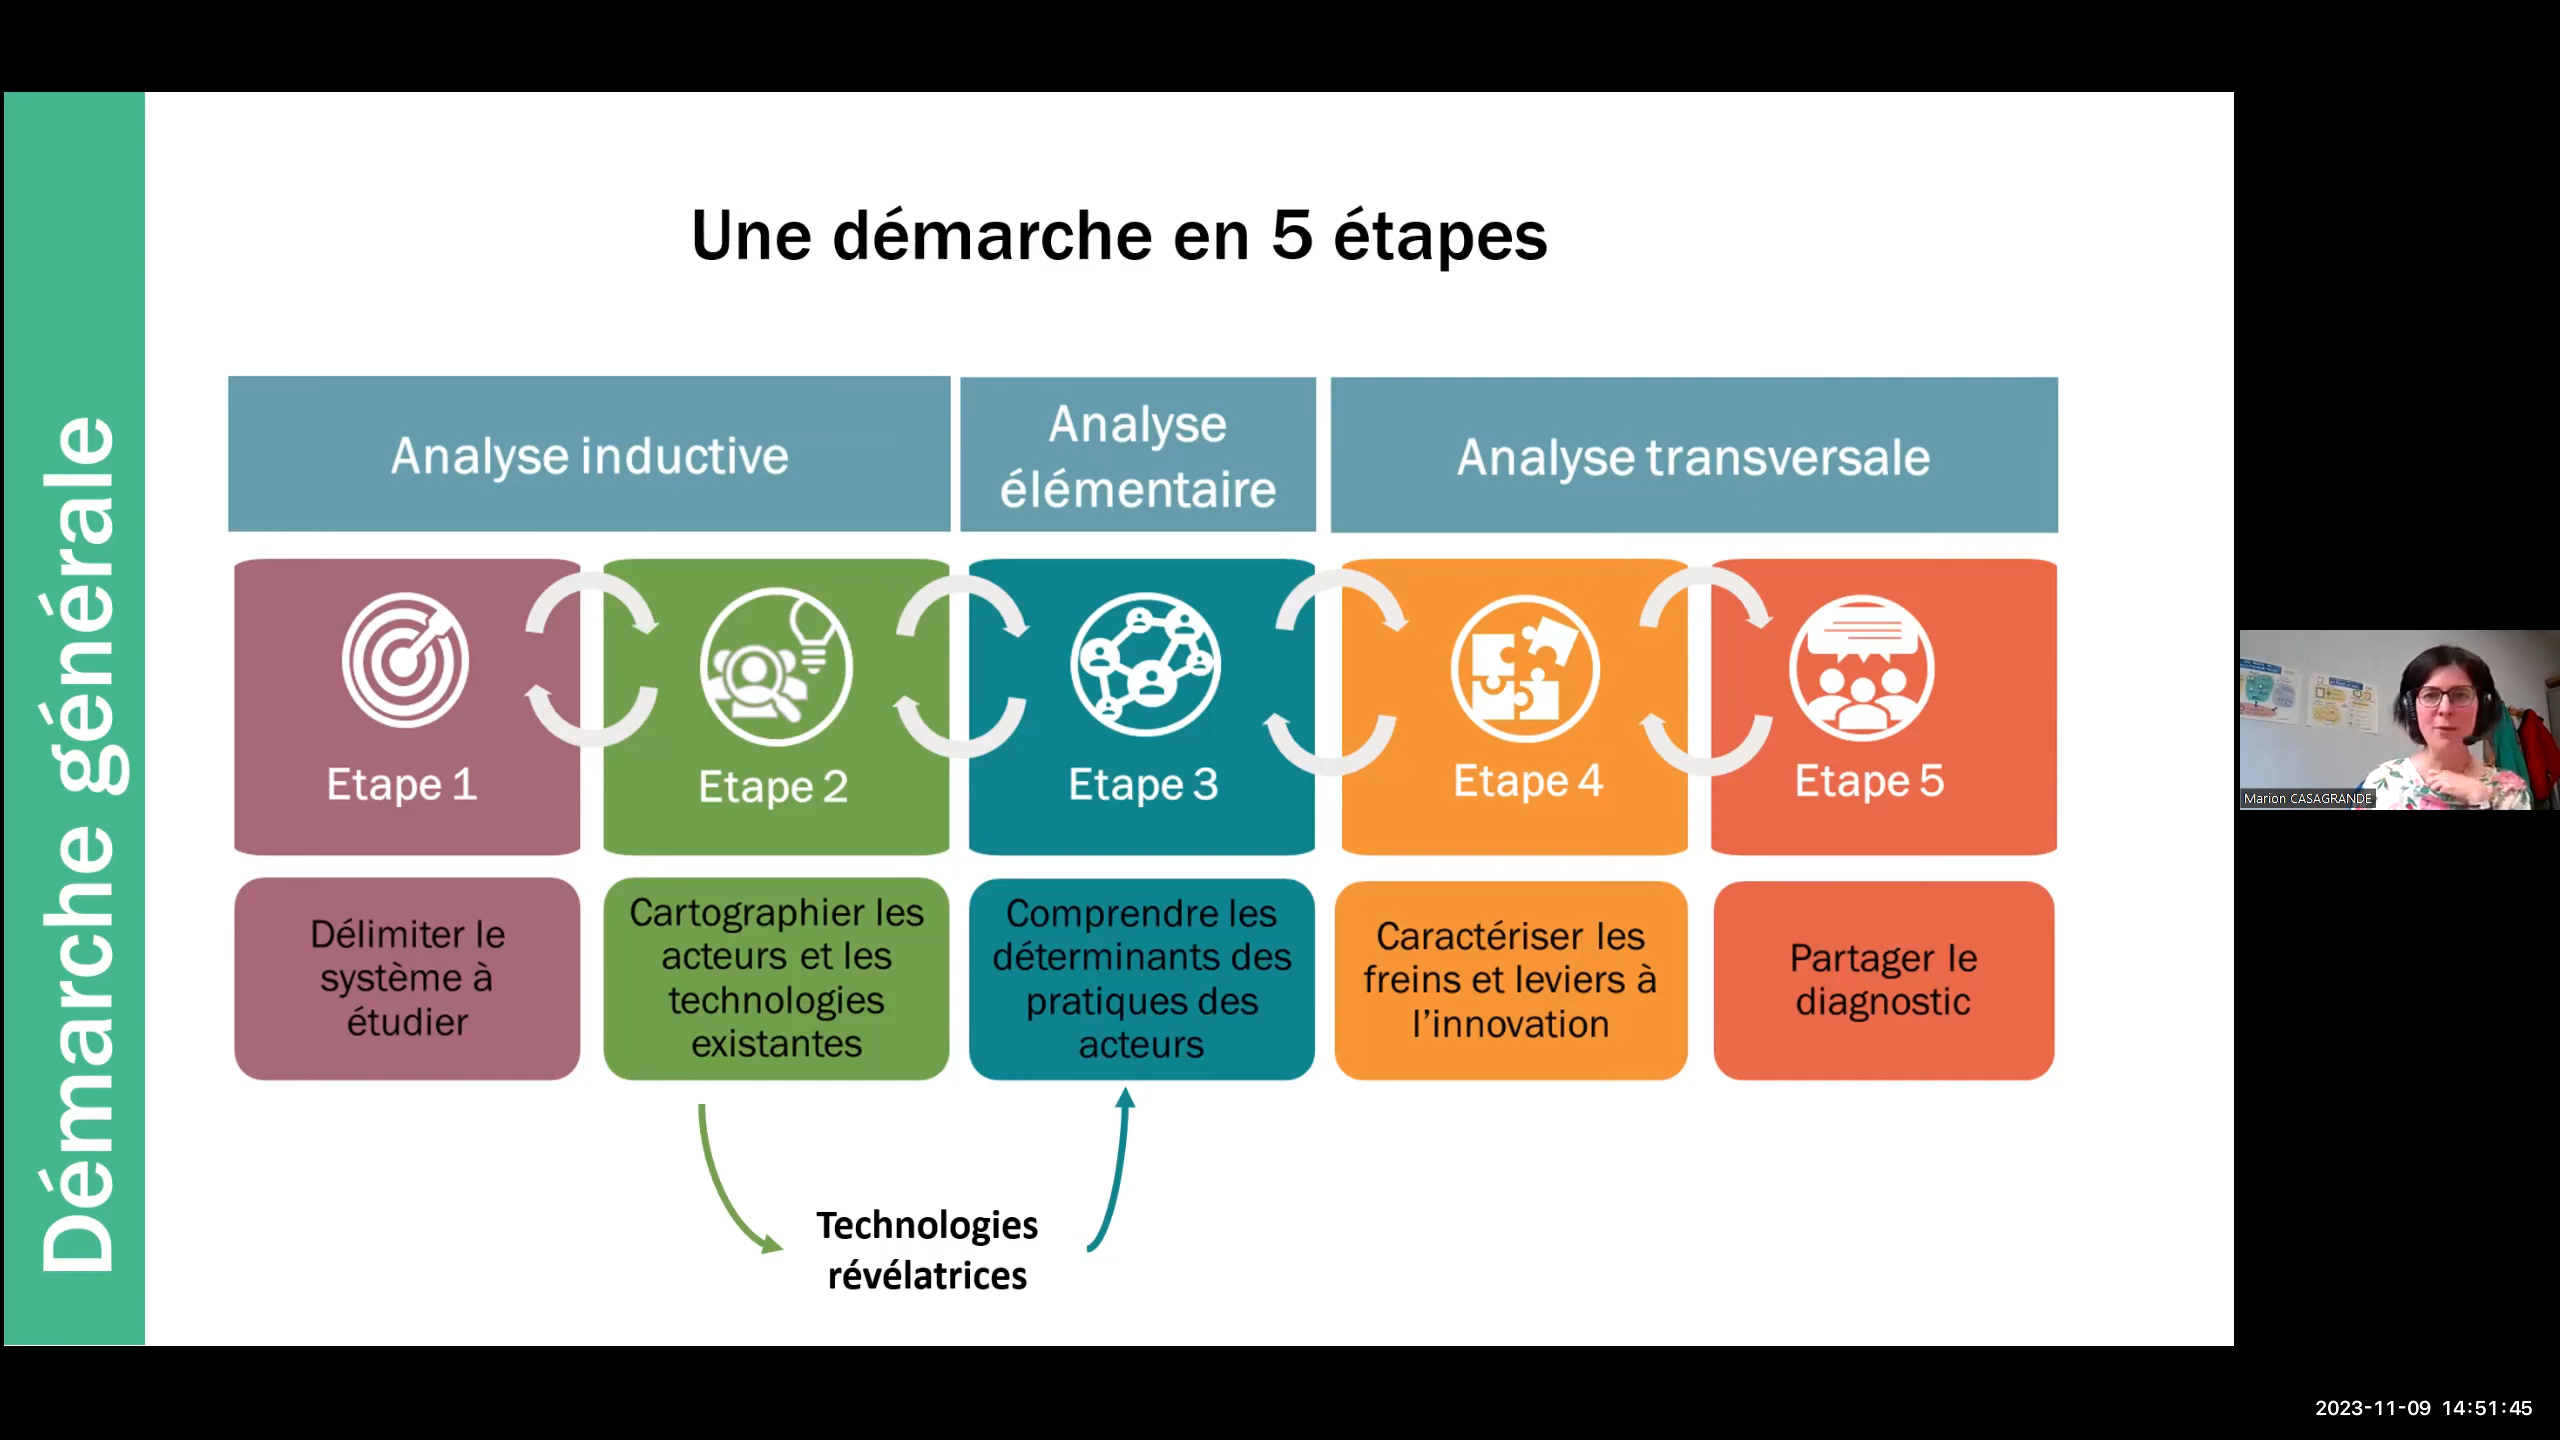 Démarche générale
Une démarche en 5 étapes
Analyse inductive
Analyse
élémentaire
Analyse transversale
Etape 1
Etape 2
Etape 3
Etape 4
Etape 5
Délimiter le
système à
étudier
Cartographier les
acteurs et les
technologies
existantes
Comprendre les
déterminants des
pratiques des
acteurs
Caractériser les
freins et leviers à
l’innovation
Partager le
diagnostic
Technologies
révélatrices
Marion CASAGRANDE
2023-11-09 14:51:45